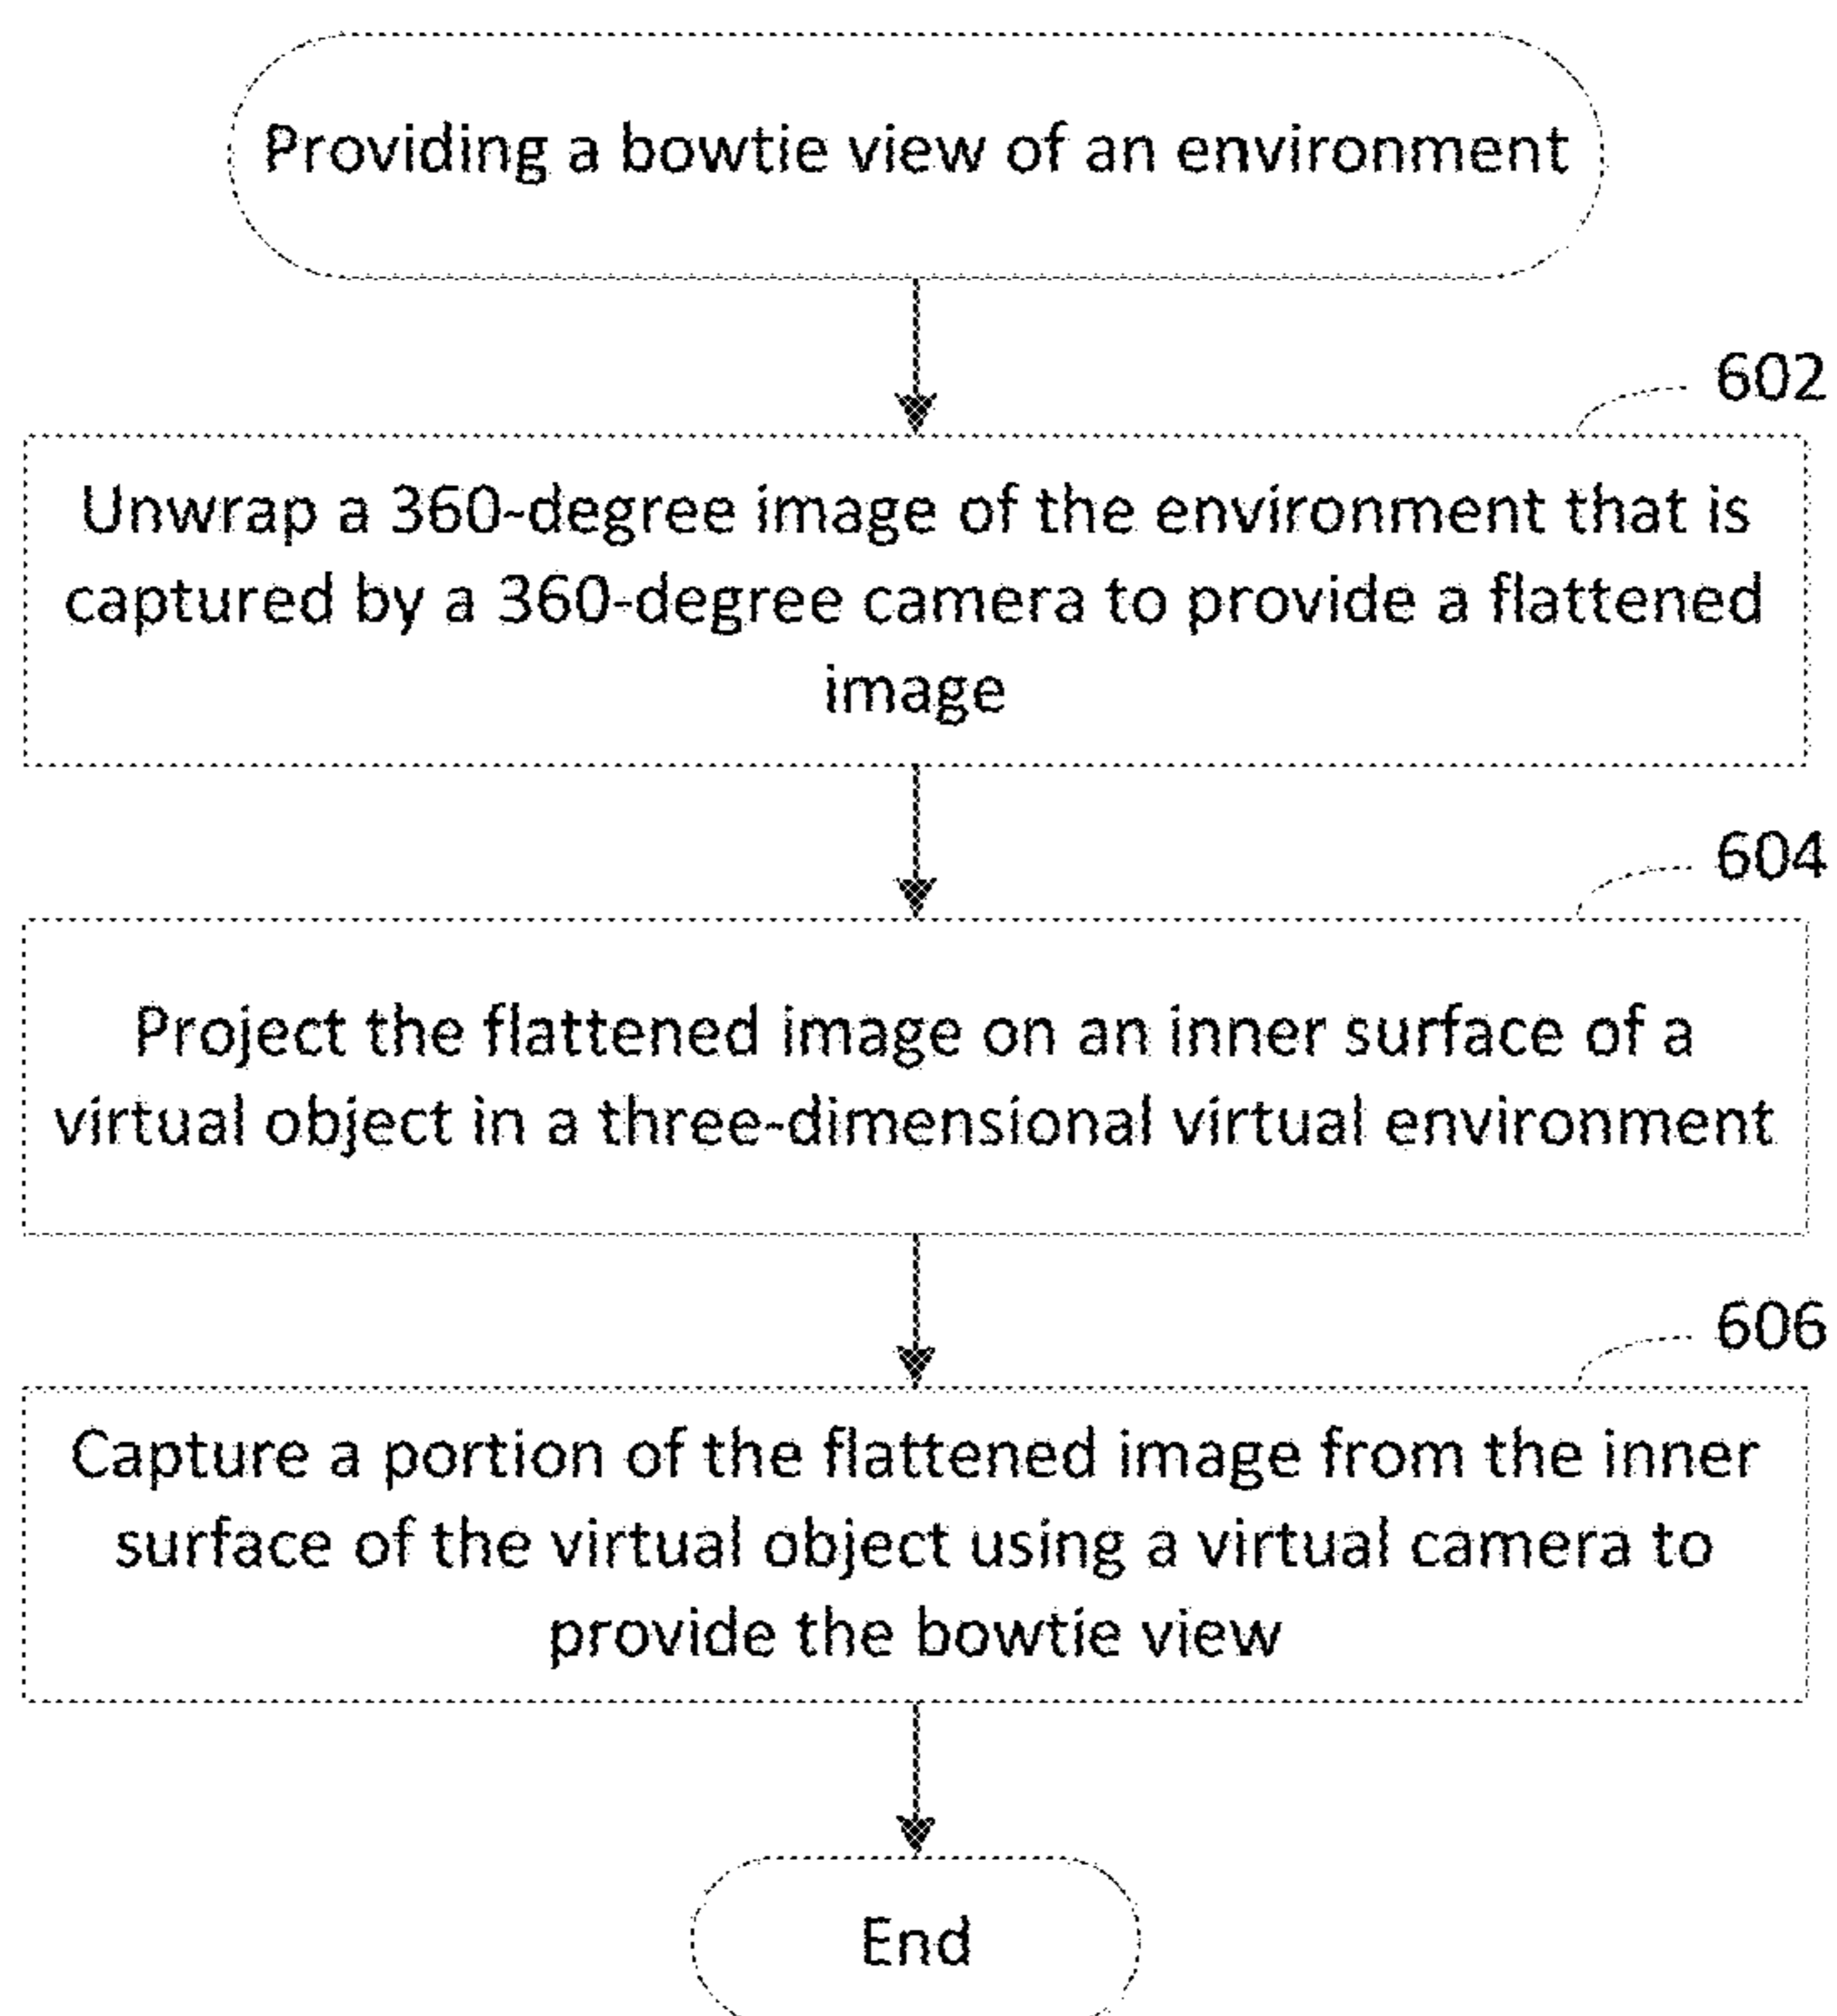 Providing a bowtie view of an environment
602
Unwrap a 360-degree image of the environment that is
captured by a 360-degree camera to provide a flattened
image
604
Project the flattened image on an inner surface of a
virtual object in a three-dimensional virtual environment
606
Capture a portion of the flattened image from the inner
surface of the virtual object using a virtual camera to
provide the bowtie view
End